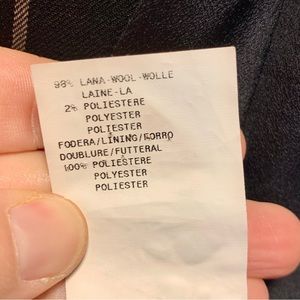 98% LANA-WOOL-WOLLE
LAINE-LA
2% POLIESTERE
POLYESTER
POLIESTER
FODERA/LINING/FORRO
DOUBLURE/FUTTERAL
100% POLIESTERE
POLYESTER
POLIESTER